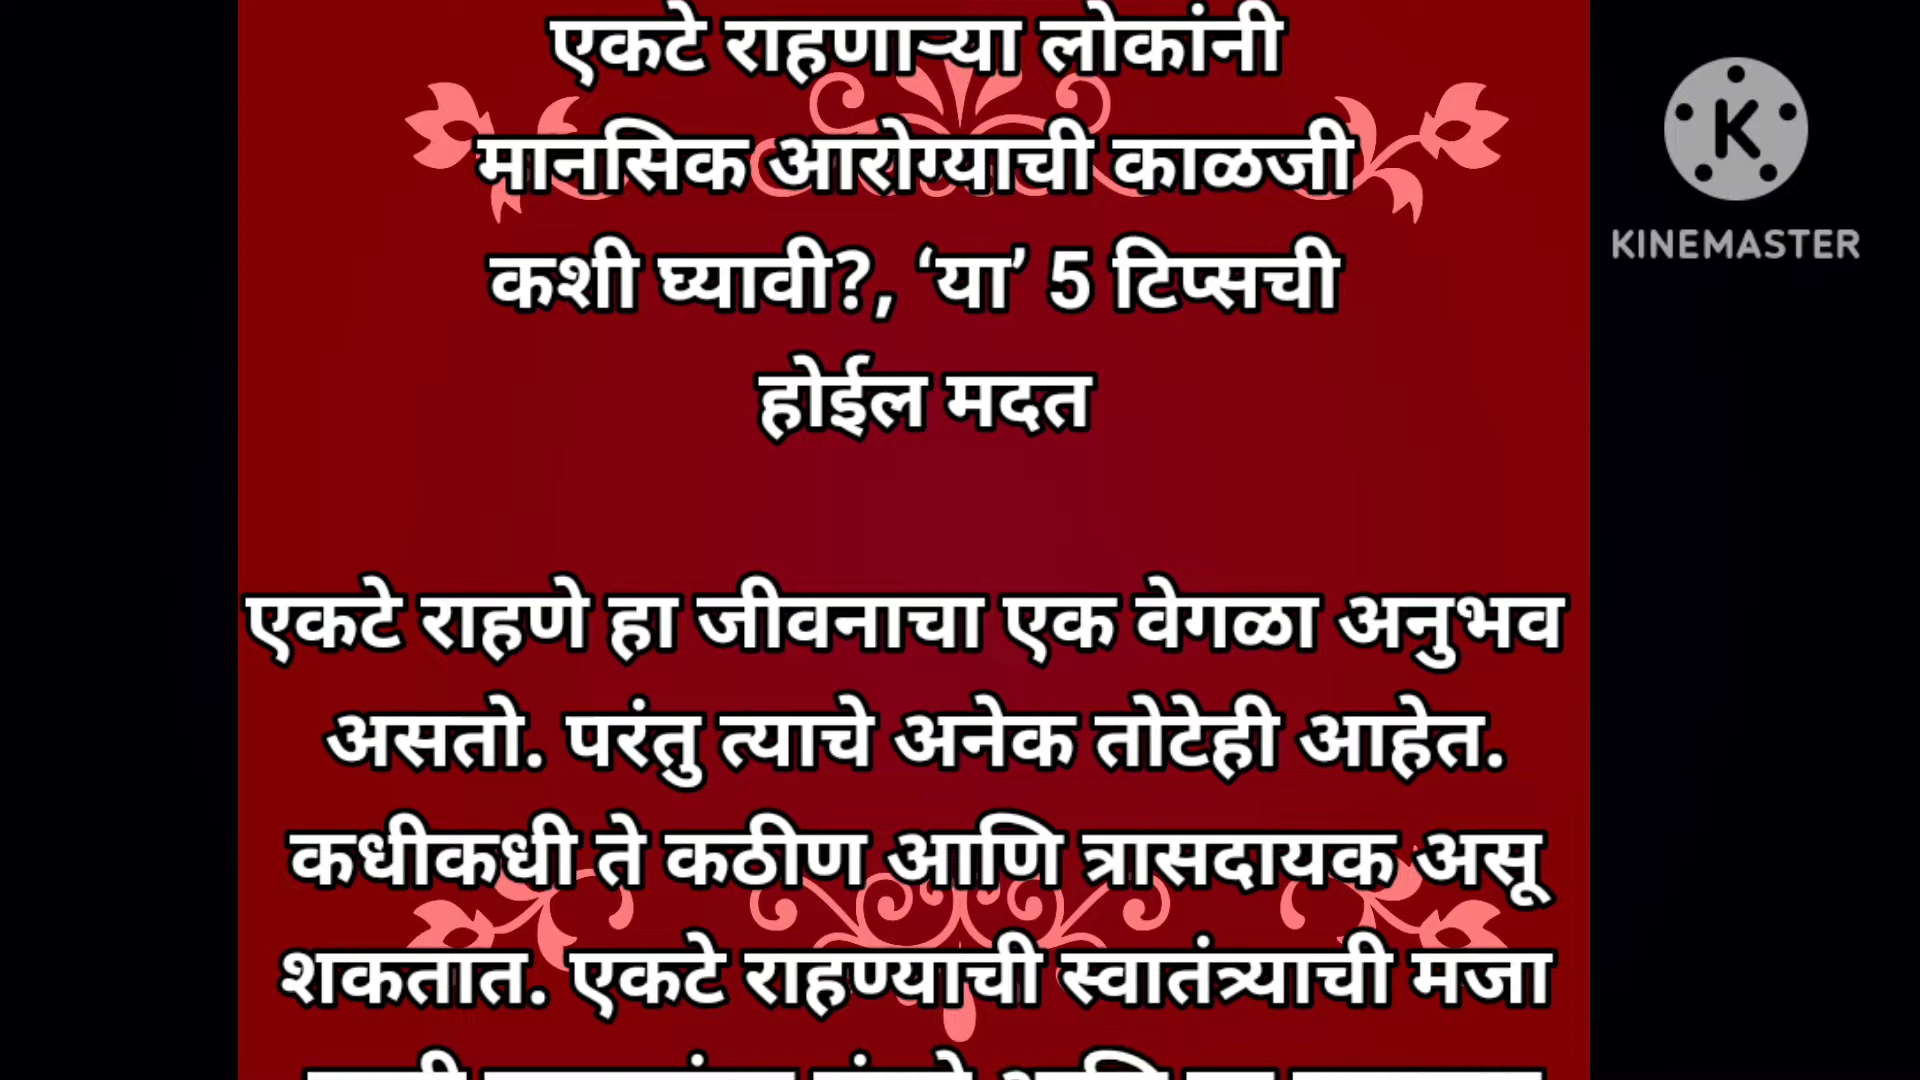 एकटे राहणाऱ्या लोकांनी
मानसिक आरोग्याची काळजी
कशी घ्यावी?, ‘या’ 5 टिप्सची
होईल मदत
एकटे राहणे हा जीवनाचा एक वेगळा अनुभव
असतो. परंतु त्याचे अनेक तोटेही आहेत.
कधीकधी ते कठीण आणि त्रासदायक असू
शकतात. एकटे राहण्याची स्वातंत्र्याची मजा
KINEMASTER